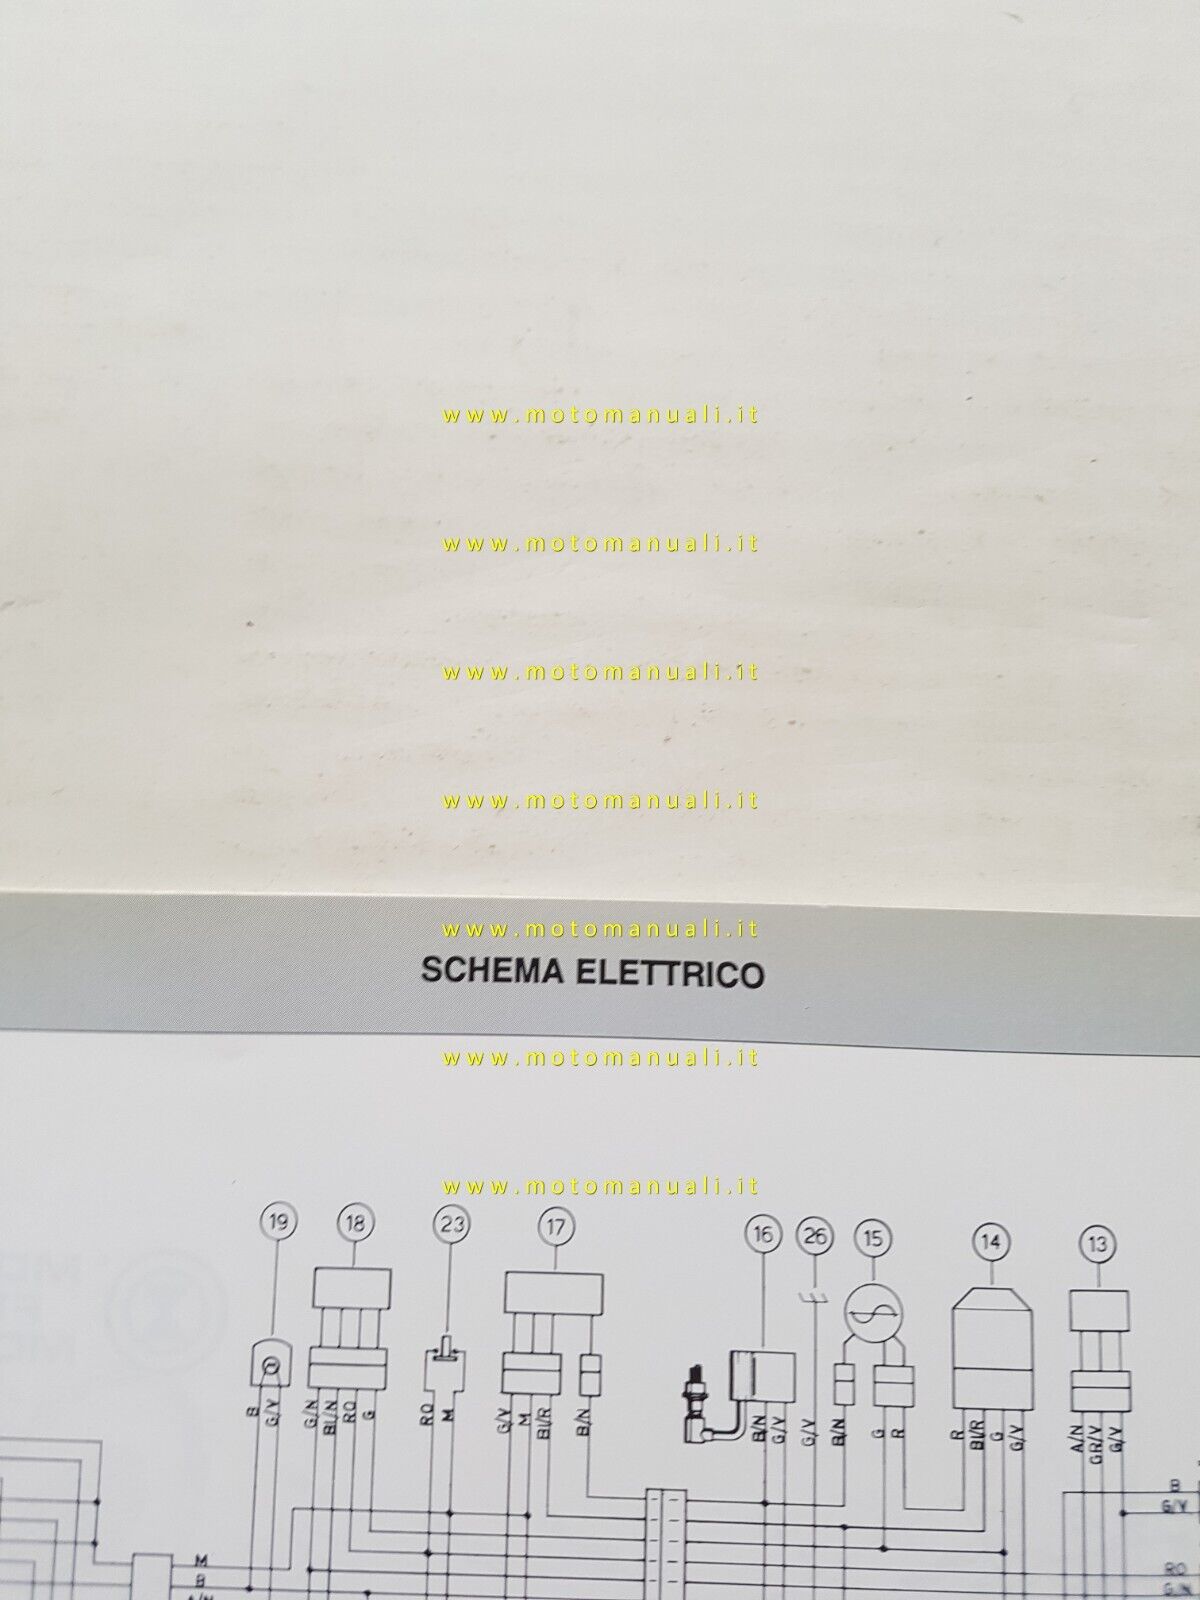 www.motomanuali.it
www.motomanuali.it
www.motomanuali.it
www.motomanuali.it
www.motomanuali.it
SCHEMA ELETTRICO
www.motomanuali.it
www.motomanuali.it
19 18 23 17 16 26 15 14 13
B G/V G/N Bl/N RO G RO M G/V M Bl/R B/N B/N G/V G/V B/N G R R Bl/R G G/V A/N GR/V G/V
B
G/V
M
B
RO
G/N